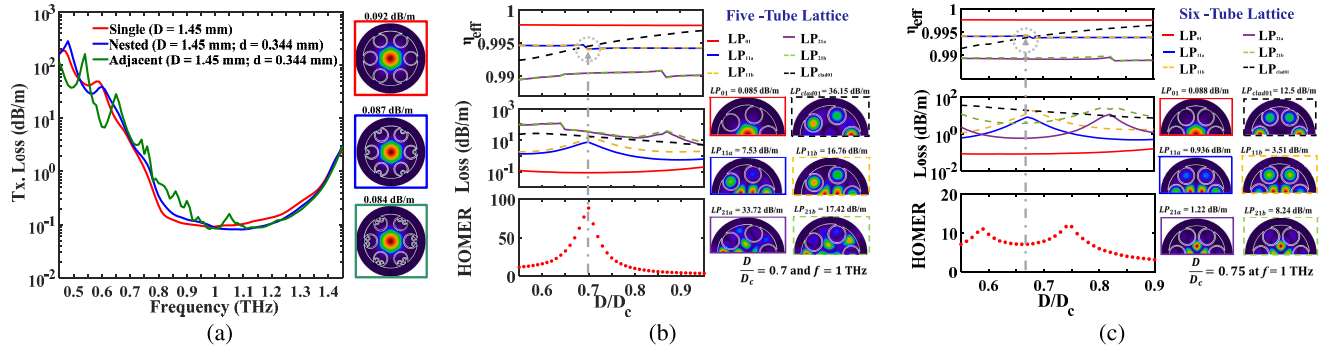 Tx. Loss (dB/m)
10³
10²
10¹
10⁰
10⁻¹
10⁻²
Single (D = 1.45 mm)
Nested (D = 1.45 mm; d = 0.344 mm)
Adjacent (D = 1.45 mm; d = 0.344 mm)
0.5 0.6 0.7 0.8 0.9 1 1.1 1.2 1.3 1.4
Frequency (THz)
0.092 dB/m
0.087 dB/m
0.084 dB/m
(a)
η_eff
1
0.995
0.99
Loss (dB/m)
10²
10¹
10⁻¹
HOMER
100
50
0
0.6 0.7 0.8 0.9
D/D_c
Five -Tube Lattice
LP₀₁ LP₂₁ₐ
LP₁₁ₐ LP₂₁b
LP₁₁b LP_clad01
LP₀₁ = 0.085 dB/m LP_clad01 = 36.15 dB/m
LP₁₁ₐ = 7.53 dB/m LP₁₁b = 16.76 dB/m
LP₂₁ₐ = 33.72 dB/m LP₂₁b = 17.42 dB/m
D/D_c = 0.7 and f = 1 THz
(b)
η_eff
1
0.995
0.99
Loss (dB/m)
10²
10⁰
10⁻²
HOMER
20
10
0
0.6 0.7 0.8 0.9
D/D_c
Six -Tube Lattice
LP₀₁ LP₂₁ₐ
LP₁₁ₐ LP₂₁b
LP₁₁b LP_clad01
LP₀₁ = 0.088 dB/m LP_clad01 = 12.5 dB/m
LP₁₁ₐ = 0.936 dB/m LP₁₁b = 3.51 dB/m
LP₂₁ₐ = 1.22 dB/m LP₂₁b = 8.24 dB/m
D/D_c = 0.75 at f = 1 THz
(c)